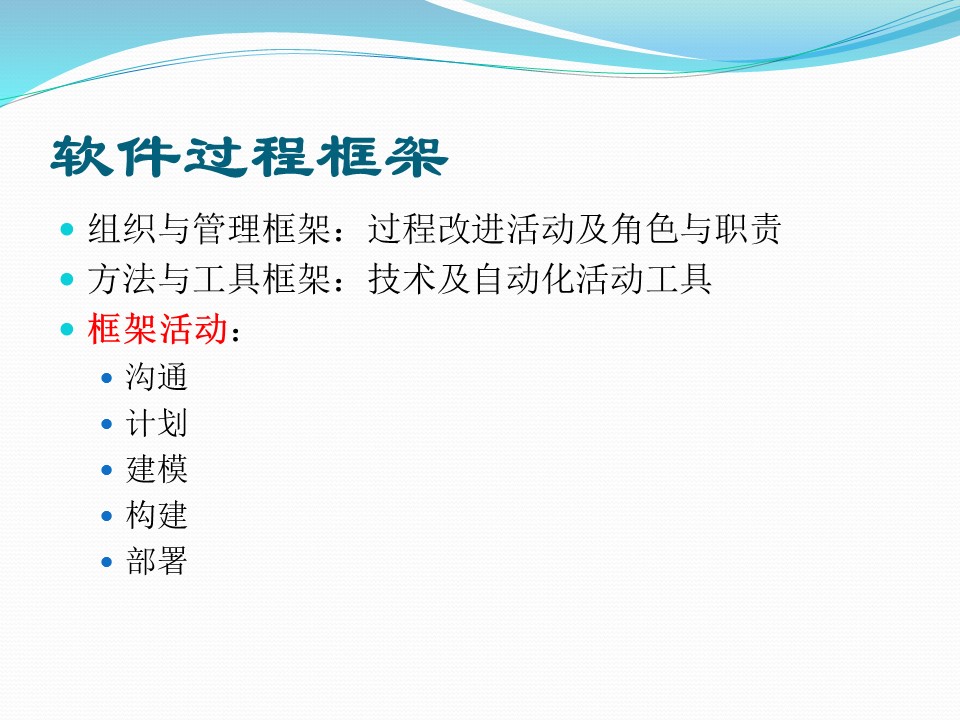 软件过程框架
组织与管理框架：过程改进活动及角色与职责
方法与工具框架：技术及自动化活动工具
框架活动：
沟通
计划
建模
构建
部署